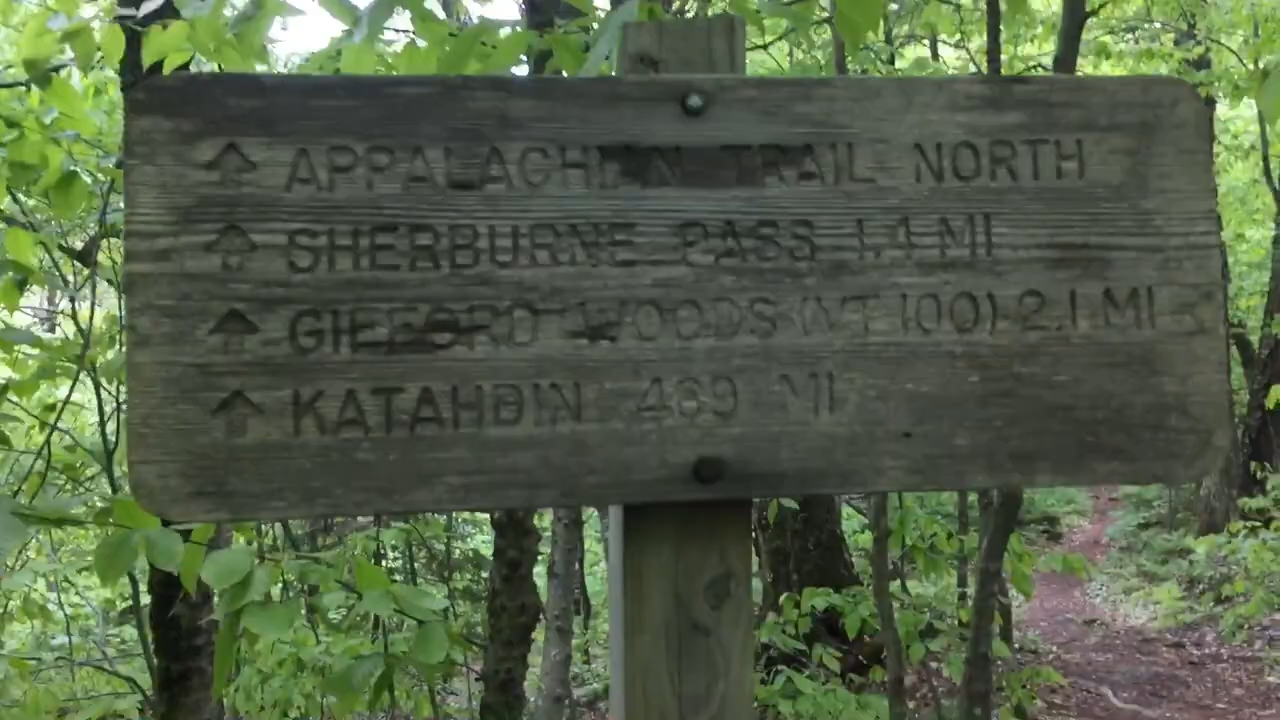 ↑ APPALACHIAN TRAIL NORTH
↑ SHERBURNE PASS 1.4 MI
↑ GIFFORD WOODS (VT 100) 2.1 MI
↑ KATAHDIN 469 MI